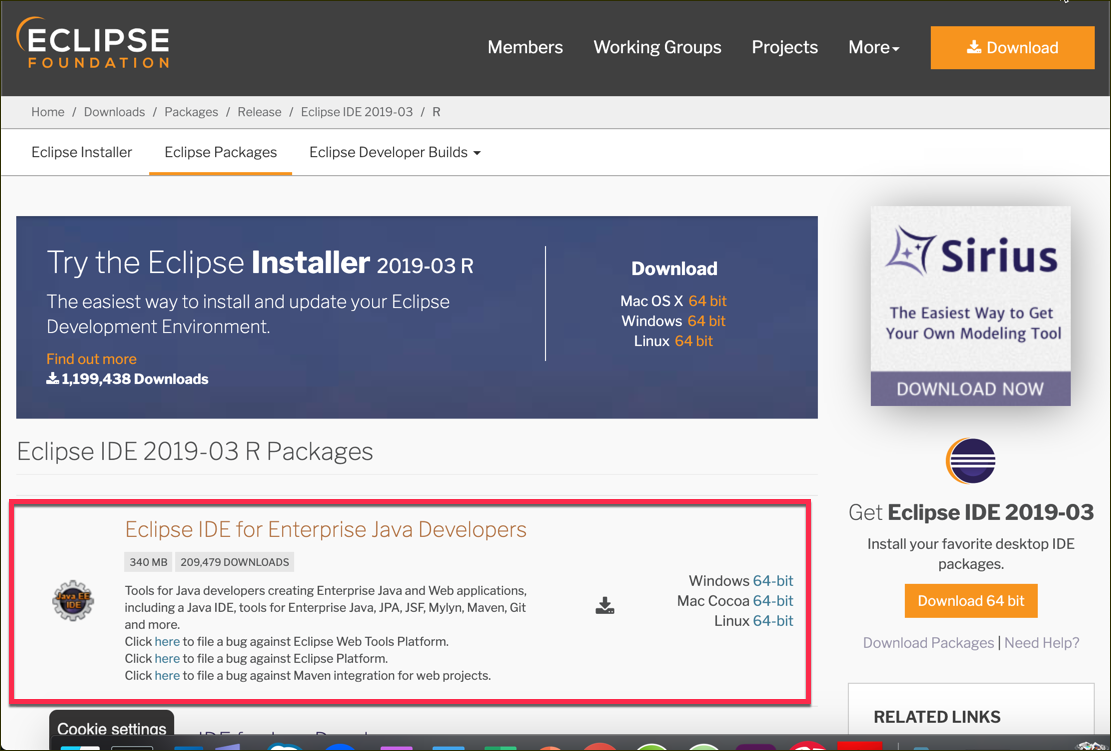 ECLIPSE
FOUNDATION
Members Working Groups Projects More Download
Home / Downloads / Packages / Release / Eclipse IDE 2019-03 / R
Eclipse Installer Eclipse Packages Eclipse Developer Builds
Try the Eclipse Installer 2019-03 R
The easiest way to install and update your Eclipse
Development Environment.
Find out more
1,199,438 Downloads
Download
Mac OS X 64 bit
Windows 64 bit
Linux 64 bit
Sirius
The Easiest Way to Get
Your Own Modeling Tool
DOWNLOAD NOW
Eclipse IDE 2019-03 R Packages
Eclipse IDE for Enterprise Java Developers
340 MB 209,479 DOWNLOADS
Java EE
IDE
Tools for Java developers creating Enterprise Java and Web applications,
including a Java IDE, tools for Enterprise Java, JPA, JSF, Mylyn, Maven, Git
and more.
Click here to file a bug against Eclipse Web Tools Platform.
Click here to file a bug against Eclipse Platform.
Click here to file a bug against Maven integration for web projects.
Windows 64-bit
Mac Cocoa 64-bit
Linux 64-bit
Get Eclipse IDE 2019-03
Install your favorite desktop IDE
packages.
Download 64 bit
Download Packages | Need Help?
RELATED LINKS
Cookie settings